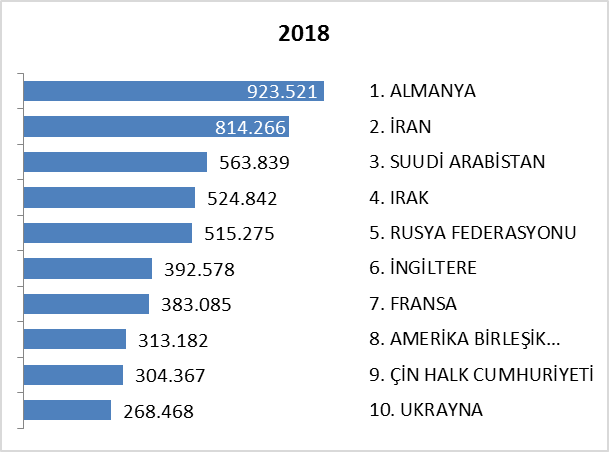 2018
923.521 1. ALMANYA
814.266 2. İRAN
563.839 3. SUUDİ ARABİSTAN
524.842 4. IRAK
515.275 5. RUSYA FEDERASYONU
392.578 6. İNGİLTERE
383.085 7. FRANSA
313.182 8. AMERİKA BİRLEŞİK...
304.367 9. ÇİN HALK CUMHURİYETİ
268.468 10. UKRAYNA